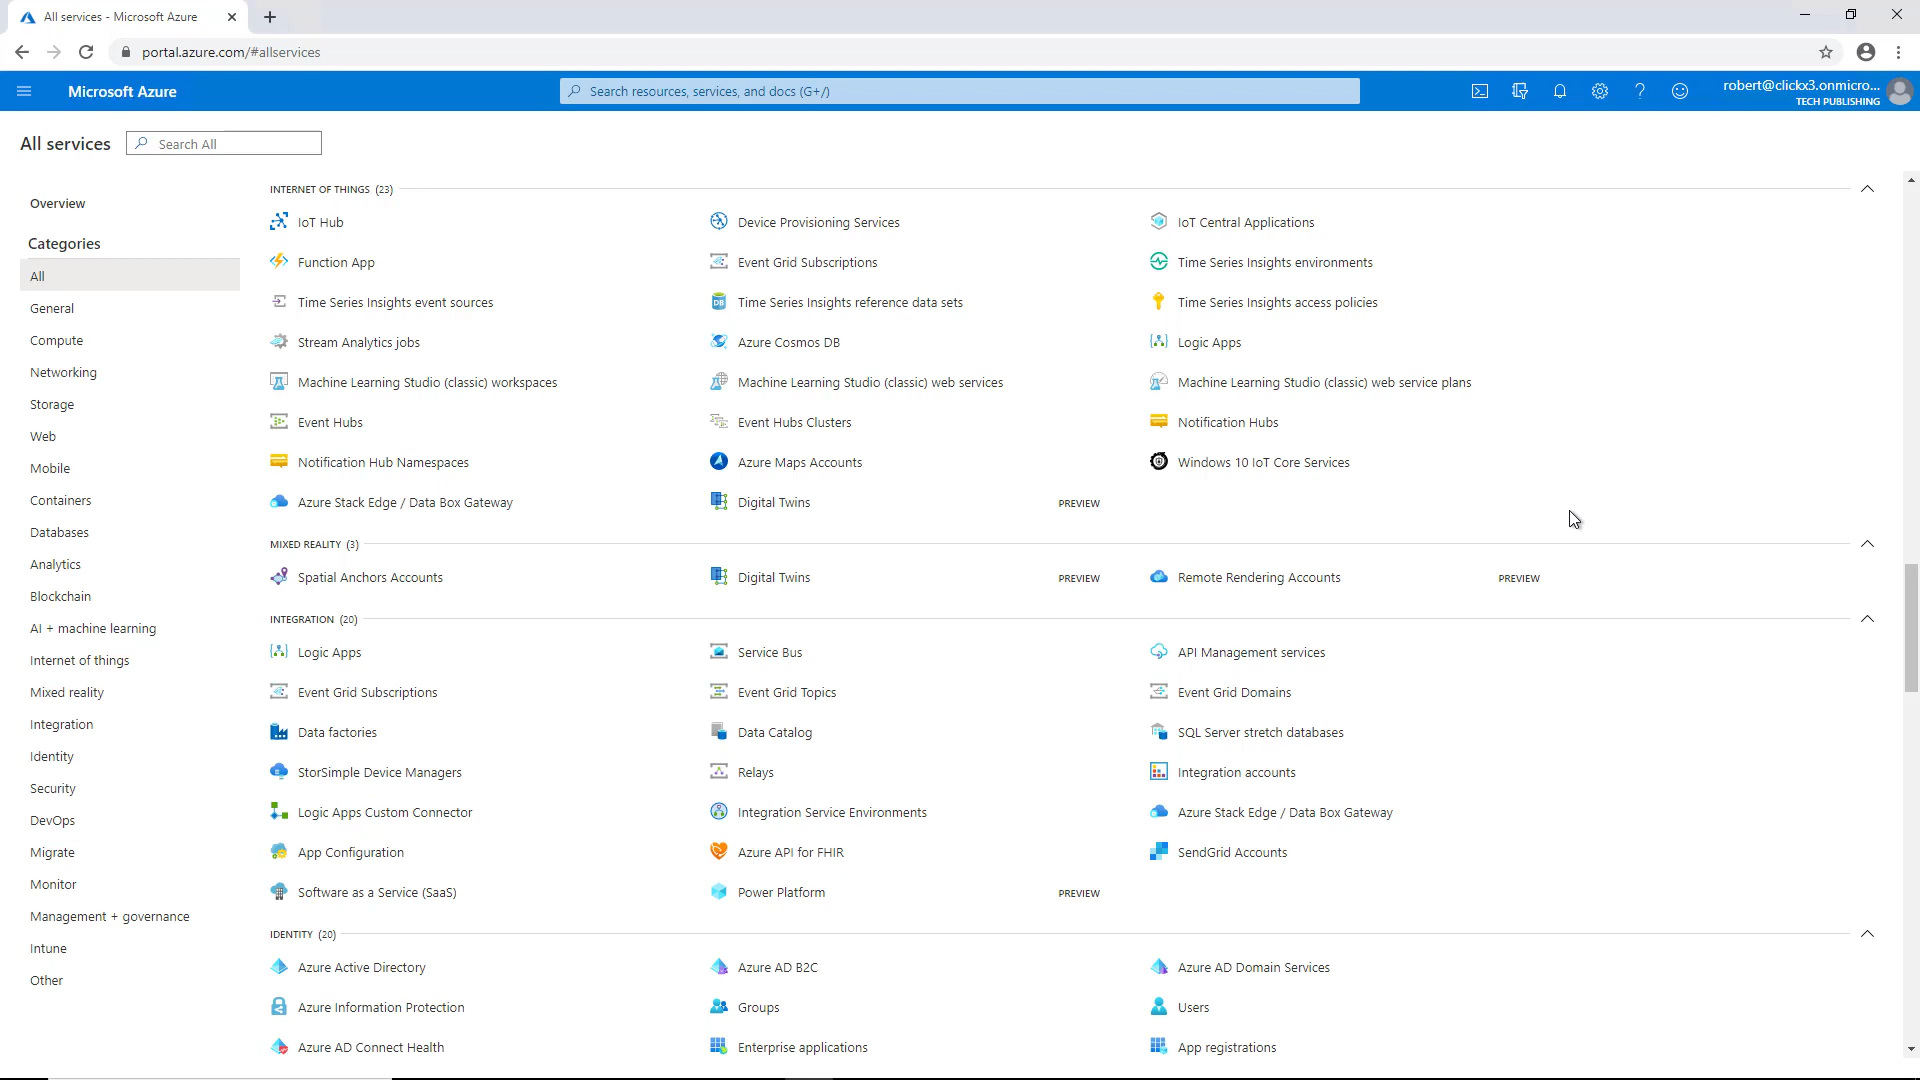 All services - Microsoft Azure
portal.azure.com/#allservices
Microsoft Azure
Search resources, services, and docs (G+/)
robert@clickx3.onmicro...
TECH PUBLISHING
All services
Search All
Overview
Categories
All
General
Compute
Networking
Storage
Web
Mobile
Containers
Databases
Analytics
Blockchain
AI + machine learning
Internet of things
Mixed reality
Integration
Identity
Security
DevOps
Migrate
Monitor
Management + governance
Intune
Other
INTERNET OF THINGS (23)
IoT Hub Device Provisioning Services IoT Central Applications
Function App Event Grid Subscriptions Time Series Insights environments
Time Series Insights event sources Time Series Insights reference data sets Time Series Insights access policies
Stream Analytics jobs Azure Cosmos DB Logic Apps
Machine Learning Studio (classic) workspaces Machine Learning Studio (classic) web services Machine Learning Studio (classic) web service plans
Event Hubs Event Hubs Clusters Notification Hubs
Notification Hub Namespaces Azure Maps Accounts Windows 10 IoT Core Services
Azure Stack Edge / Data Box Gateway Digital Twins PREVIEW
MIXED REALITY (3)
Spatial Anchors Accounts Digital Twins PREVIEW Remote Rendering Accounts PREVIEW
INTEGRATION (20)
Logic Apps Service Bus API Management services
Event Grid Subscriptions Event Grid Topics Event Grid Domains
Data factories Data Catalog SQL Server stretch databases
StorSimple Device Managers Relays Integration accounts
Logic Apps Custom Connector Integration Service Environments Azure Stack Edge / Data Box Gateway
App Configuration Azure API for FHIR SendGrid Accounts
Software as a Service (SaaS) Power Platform PREVIEW
IDENTITY (20)
Azure Active Directory Azure AD B2C Azure AD Domain Services
Azure Information Protection Groups Users
Azure AD Connect Health Enterprise applications App registrations